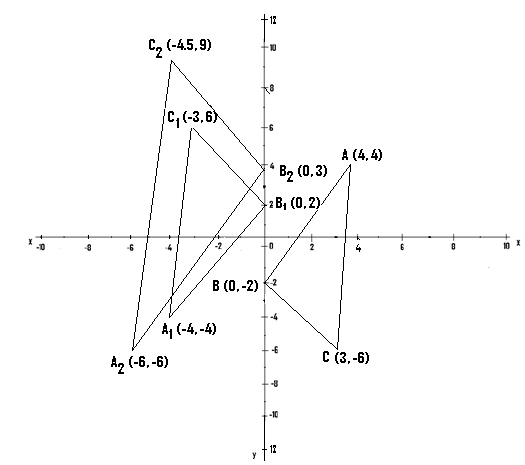 12
C2 (-4.5, 9)
10
8
C1 (-3, 6)
6
A (4, 4)
4
B2 (0, 3)
2
B1 (0, 2)
x -10 -8 -6 -4 -2 0 2 4 6 8 10 x
B (0, -2)
-2
-4
A1 (-4, -4)
A2 (-6, -6)
-6
C (3, -6)
-8
-10
y
12